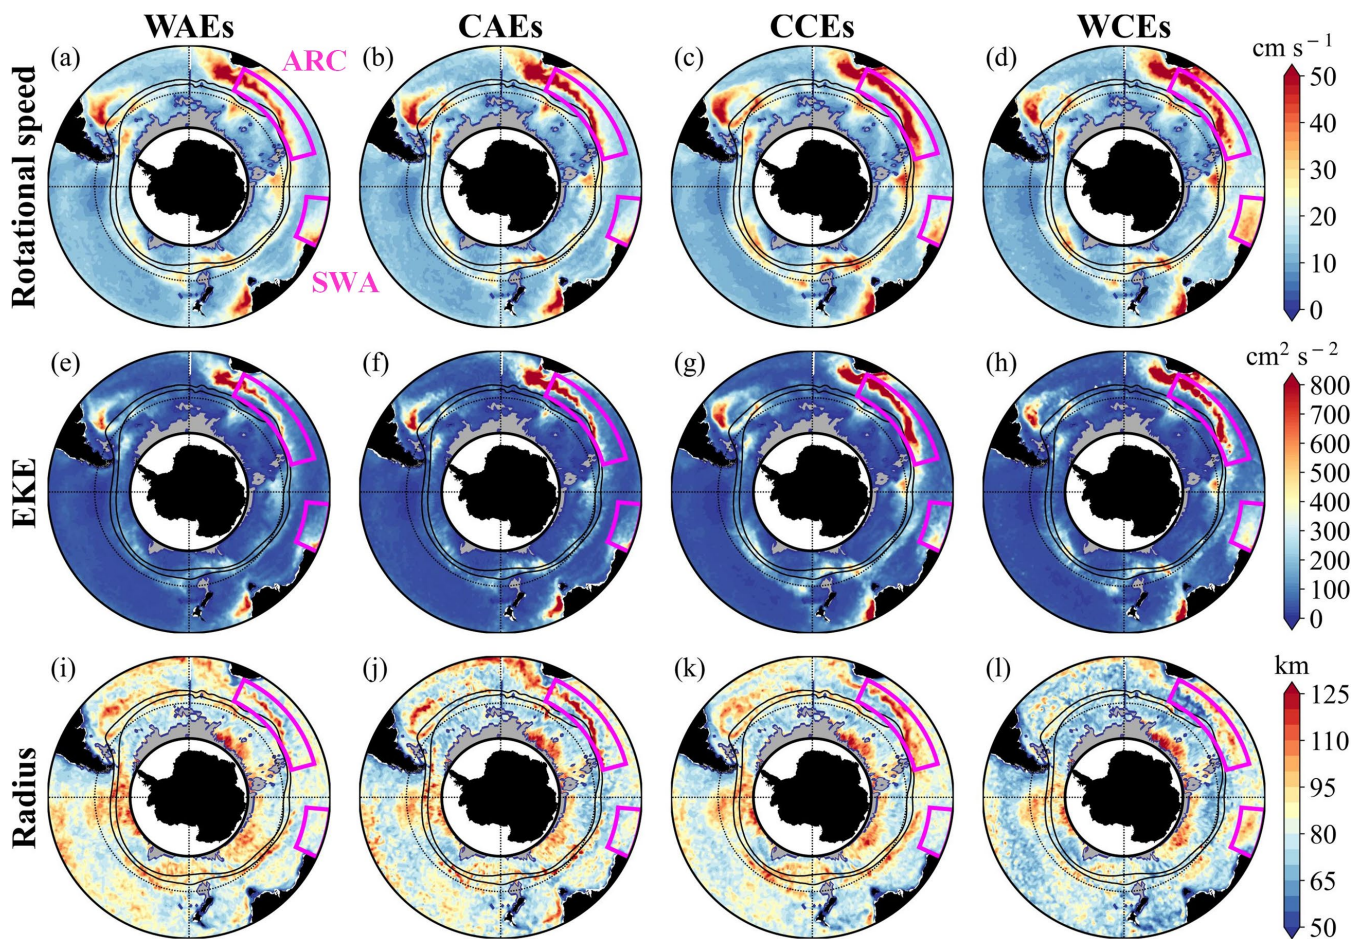 WAEs CAEs CCEs WCEs
Rotational speed
(a) ARC (b) (c) (d) cm s⁻¹
50
40
30
20
10
0
SWA
EKE
(e) (f) (g) (h) cm² s⁻²
800
700
600
500
400
300
200
100
0
Radius
(i) (j) (k) (l) km
125
110
95
80
65
50